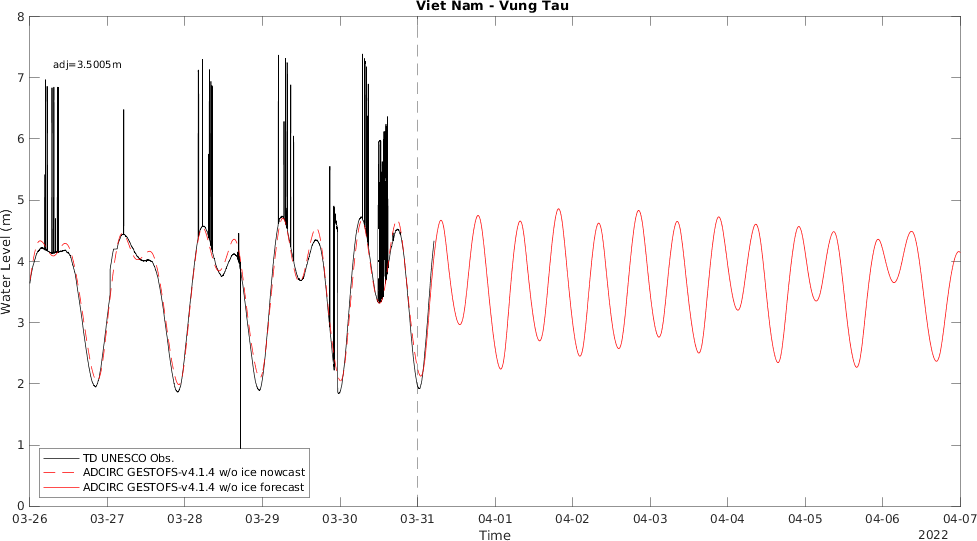 Viet Nam - Vung Tau
8
7
6
5
4
3
2
1
0
Water Level (m)
adj=3.5005m
TD UNESCO Obs.
ADCIRC GESTOFS-v4.1.4 w/o ice nowcast
ADCIRC GESTOFS-v4.1.4 w/o ice forecast
03-26 03-27 03-28 03-29 03-30 03-31 04-01 04-02 04-03 04-04 04-05 04-06 04-07
Time
2022